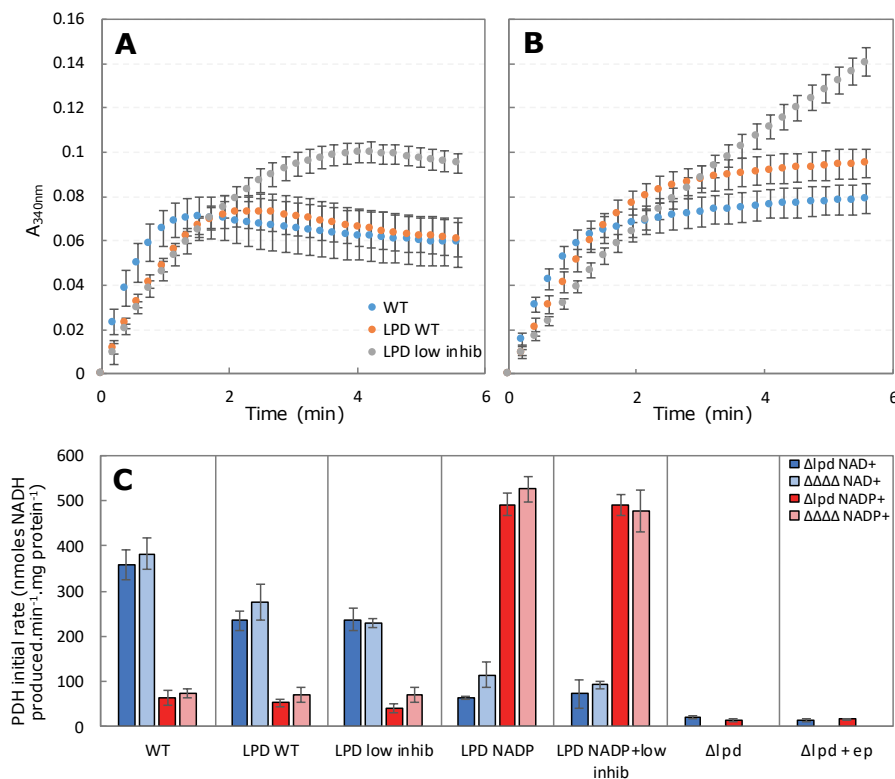 A
B
0.16
0.14
0.12
0.1
0.08
0.06
0.04
0.02
0
A340nm
WT
LPD WT
LPD low inhib
0 2 4 6
0 2 4 6
Time (min)
Time (min)
C
600
500
400
300
200
100
0
PDH initial rate (nmoles NADH
produced.min⁻¹.mg protein⁻¹)
Δlpd NAD+
ΔΔΔΔ NAD+
Δlpd NADP+
ΔΔΔΔ NADP+
WT LPD WT LPD low inhib LPD NADP LPD NADP+low Δlpd Δlpd + ep
inhib